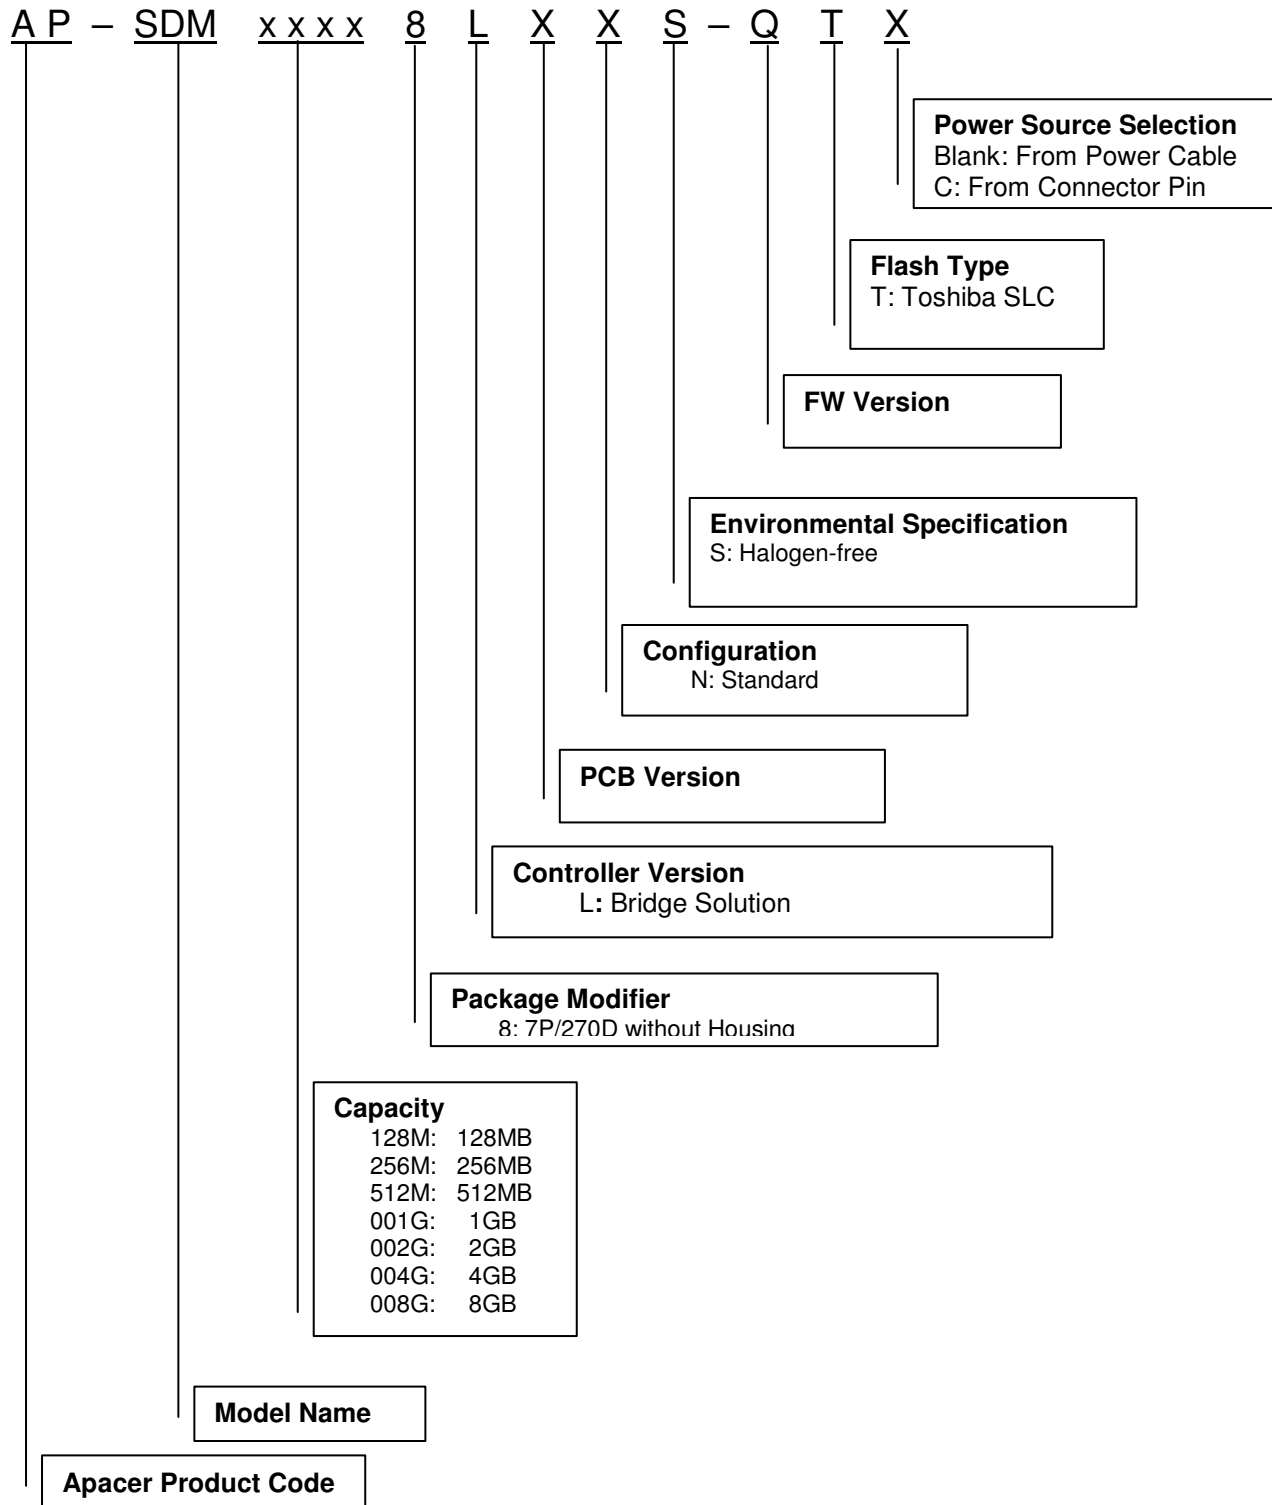 AP – SDM xxxx 8 L X X S – Q T X
Power Source Selection
Blank: From Power Cable
C: From Connector Pin
Flash Type
T: Toshiba SLC
FW Version
Environmental Specification
S: Halogen-free
Configuration
N: Standard
PCB Version
Controller Version
L: Bridge Solution
Package Modifier
8: 7P/270D without Housing
Capacity
128M: 128MB
256M: 256MB
512M: 512MB
001G: 1GB
002G: 2GB
004G: 4GB
008G: 8GB
Model Name
Apacer Product Code